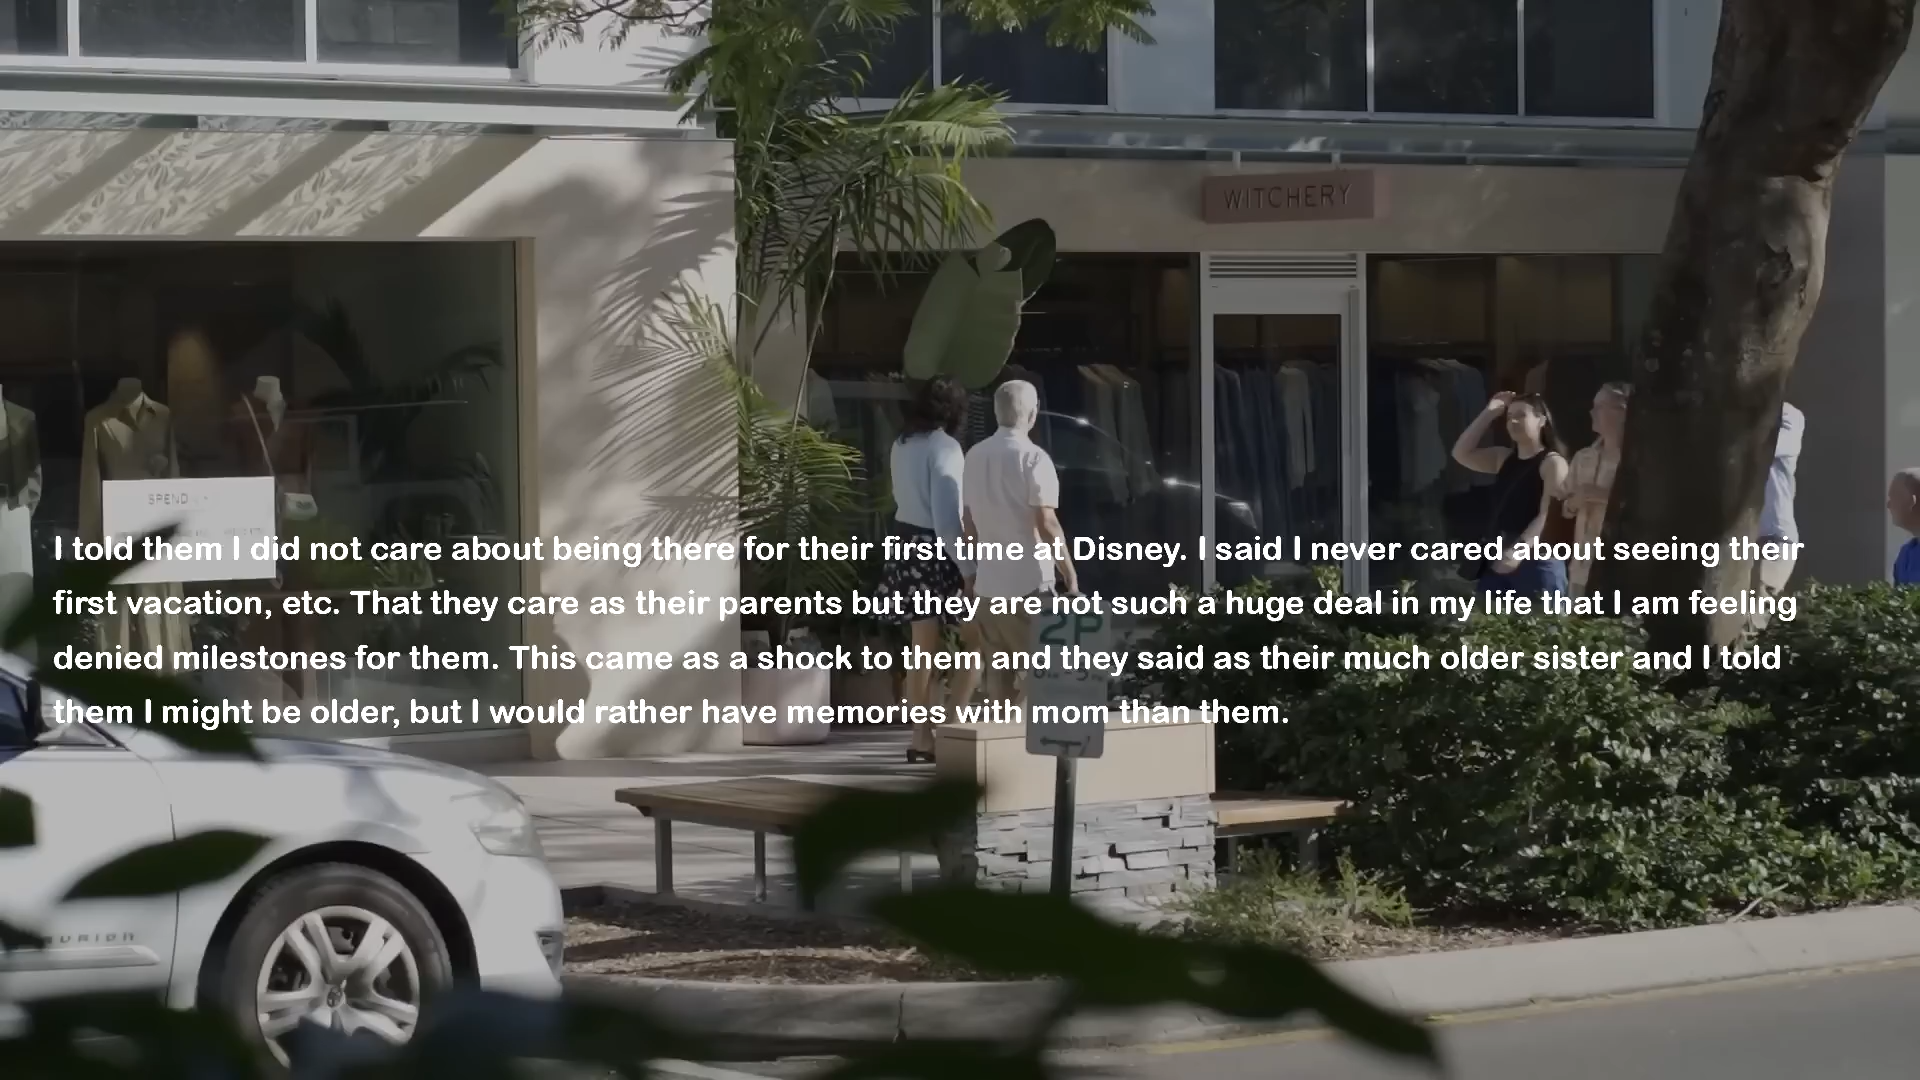 WITCHERY
SPEND
I told them I did not care about being there for their first time at Disney. I said I never cared about seeing their
first vacation, etc. That they care as their parents but they are not such a huge deal in my life that I am feeling
denied milestones for them. This came as a shock to them and they said as their much older sister and I told
them I might be older, but I would rather have memories with mom than them.
2P